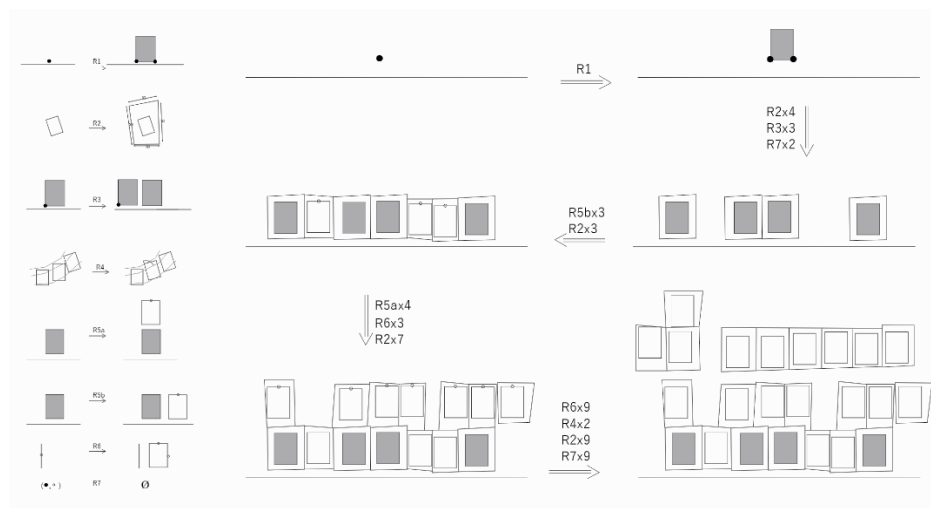 R1
R2
R3
R4
R5a
R5b
R6
R7
Ø
R1
R2x4
R3x3
R7x2
R5bx3
R2x3
R5ax4
R6x3
R2x7
R6x9
R4x2
R2x9
R7x9